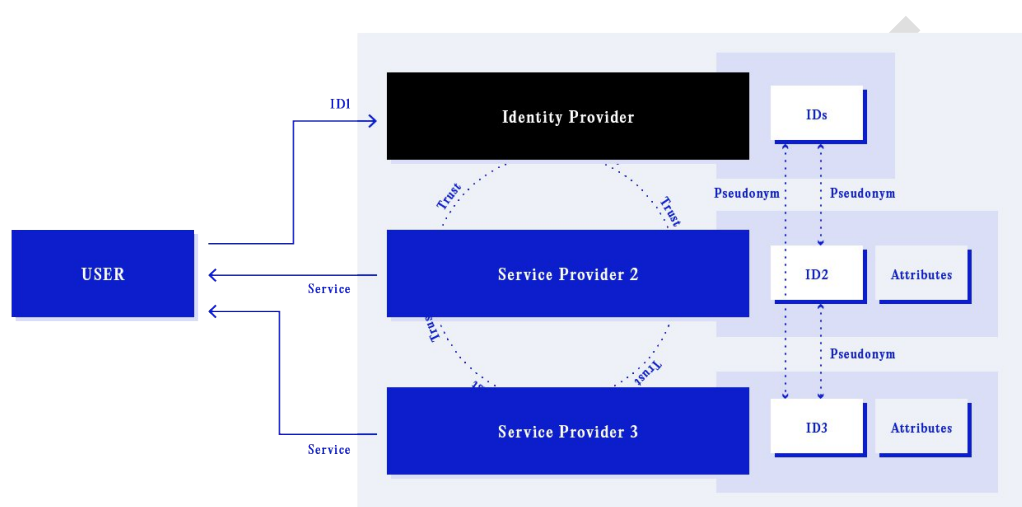 ID1
Identity Provider
IDs
Trust
Trust
Pseudonym
Pseudonym
USER
Service Provider 2
ID2
Attributes
Service
Trust
Pseudonym
Trust
Service Provider 3
ID3
Attributes
Service